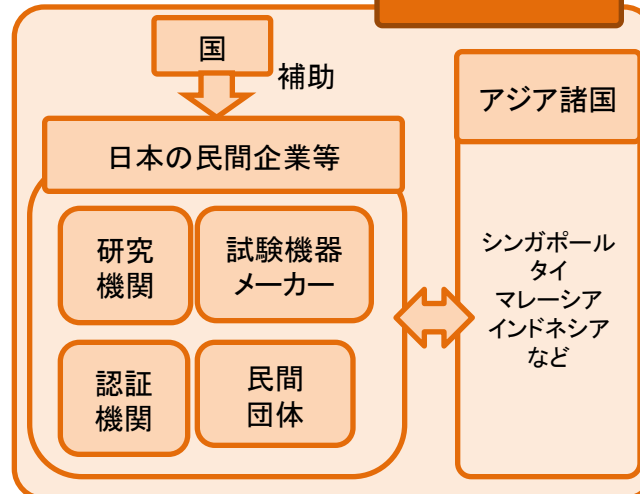 国
補助
日本の民間企業等
研究
機関
試験機器
メーカー
認証
機関
民間
団体
アジア諸国
シンガポール
タイ
マレーシア
インドネシア
など